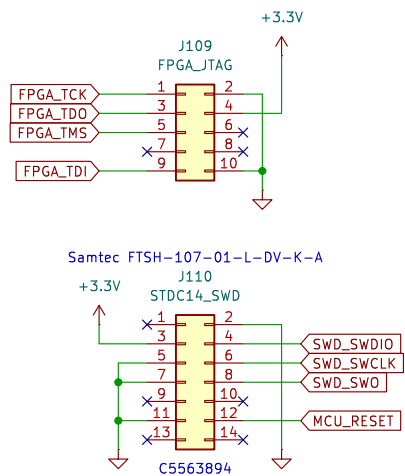 +3.3V
J109
FPGA_JTAG
FPGA_TCK 1 2
FPGA_TDO 3 4
FPGA_TMS 5 6
7 8
FPGA_TDI 9 10
Samtec FTSH-107-01-L-DV-K-A
J110
+3.3V STDC14_SWD
1 2
3 4 SWD_SWDIO
5 6 SWD_SWCLK
7 8 SWD_SWO
9 10
11 12 MCU_RESET
13 14
C5563894